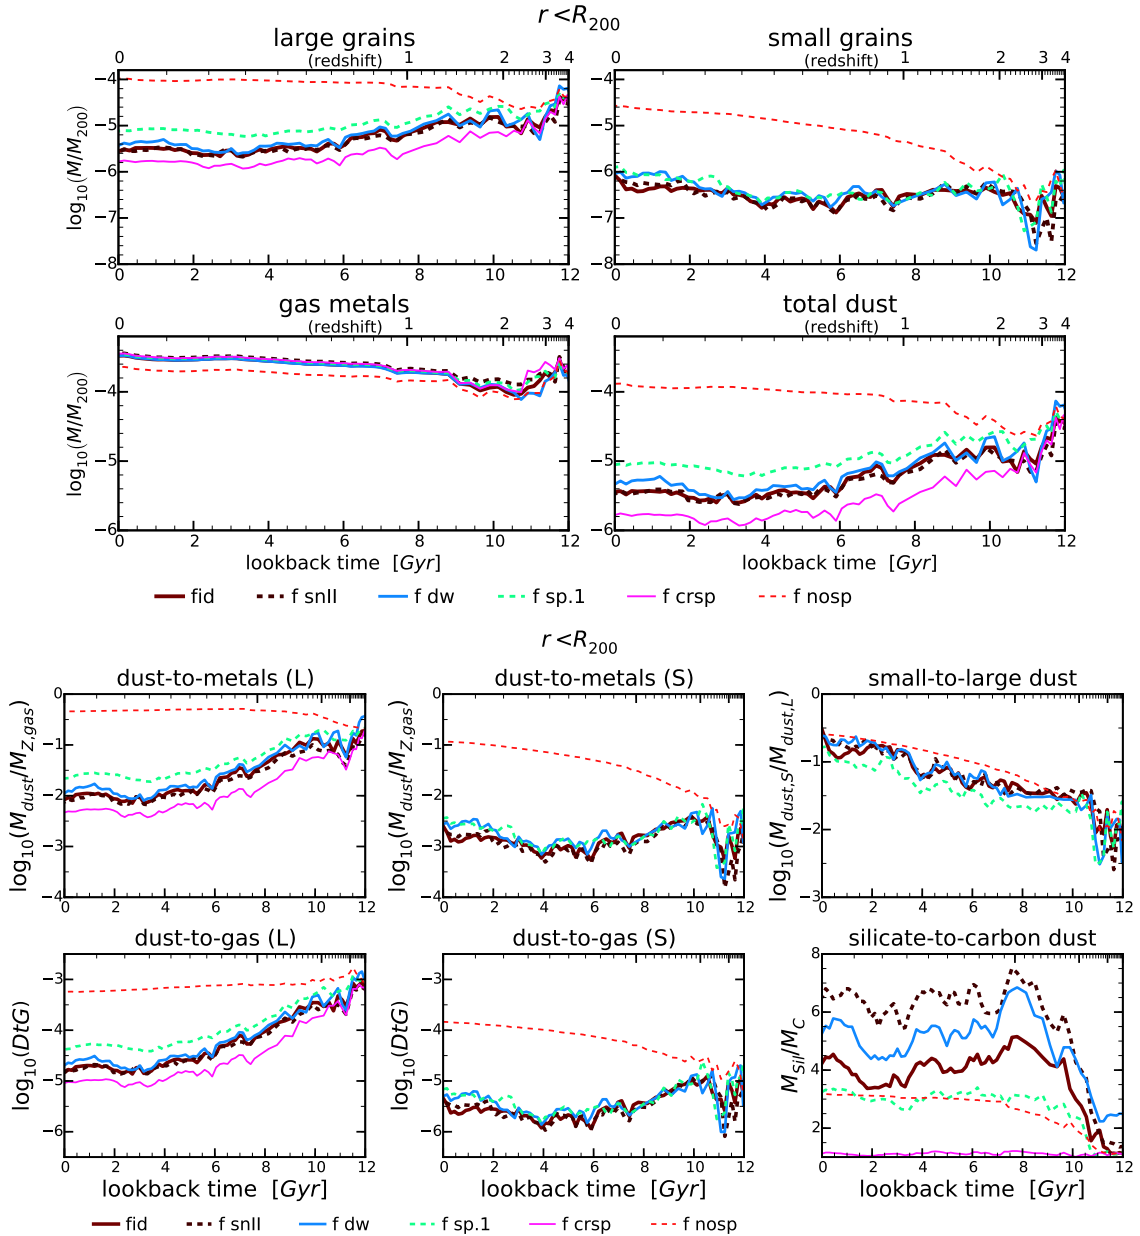 r < R200
large grains
small grains
0 (redshift) 1 2 3 4
0 (redshift) 1 2 3 4
log10(M/M200)
−4
−5
−6
−7
−8
−4
−5
−6
−7
−8
0 2 4 6 8 10 12
0 2 4 6 8 10 12
gas metals
total dust
0 (redshift) 1 2 3 4
0 (redshift) 1 2 3 4
log10(M/M200)
−4
−5
−6
−4
−5
−6
0 2 4 6 8 10 12
0 2 4 6 8 10 12
lookback time [Gyr]
lookback time [Gyr]
fid f snII f dw f sp.1 f crsp f nosp
r < R200
dust-to-metals (L)
dust-to-metals (S)
small-to-large dust
log10(Mdust/MZ,gas)
0
−1
−2
−3
−4
0 2 4 6 8 10 12
log10(Mdust/MZ,gas)
0
−1
−2
−3
−4
0 2 4 6 8 10 12
log10(Mdust,S/Mdust,L)
0
−1
−2
−3
0 2 4 6 8 10 12
dust-to-gas (L)
dust-to-gas (S)
silicate-to-carbon dust
log10(DtG)
−3
−4
−5
−6
0 2 4 6 8 10 12
log10(DtG)
−3
−4
−5
−6
0 2 4 6 8 10 12
MSil/MC
8
6
4
2
0 2 4 6 8 10 12
lookback time [Gyr]
lookback time [Gyr]
lookback time [Gyr]
fid f snII f dw f sp.1 f crsp f nosp